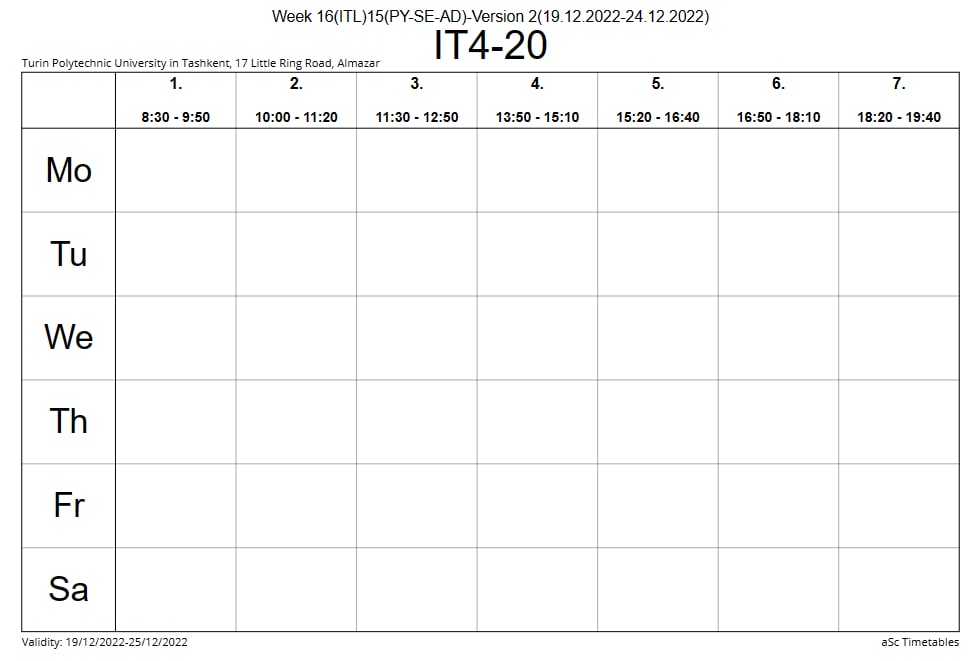 Week 16(ITL)15(PY-SE-AD)-Version 2(19.12.2022-24.12.2022)
IT4-20
Turin Polytechnic University in Tashkent, 17 Little Ring Road, Almazar
1. 2. 3. 4. 5. 6. 7.
8:30 - 9:50 10:00 - 11:20 11:30 - 12:50 13:50 - 15:10 15:20 - 16:40 16:50 - 18:10 18:20 - 19:40
Mo
Tu
We
Th
Fr
Sa
Validity: 19/12/2022-25/12/2022 aSc Timetables